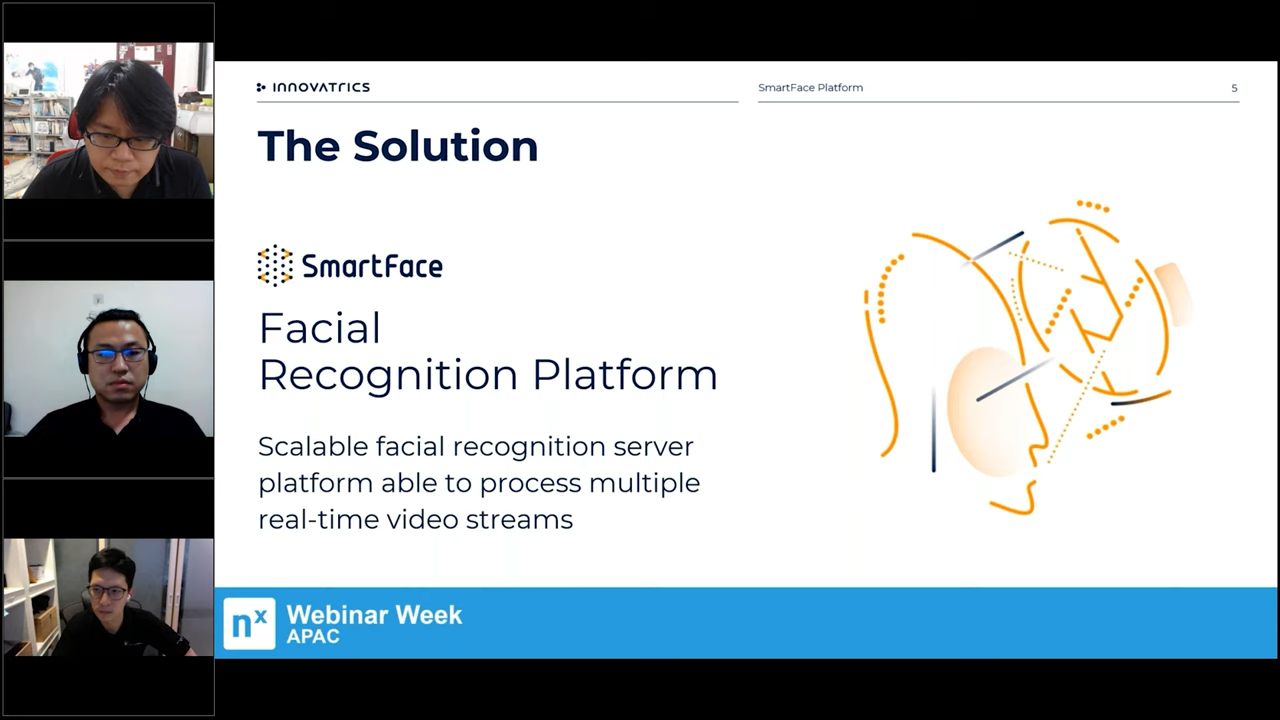 INNOVATRICS
SmartFace Platform
5
The Solution
SmartFace
Facial
Recognition Platform
Scalable facial recognition server
platform able to process multiple
real-time video streams
nx
Webinar Week
APAC